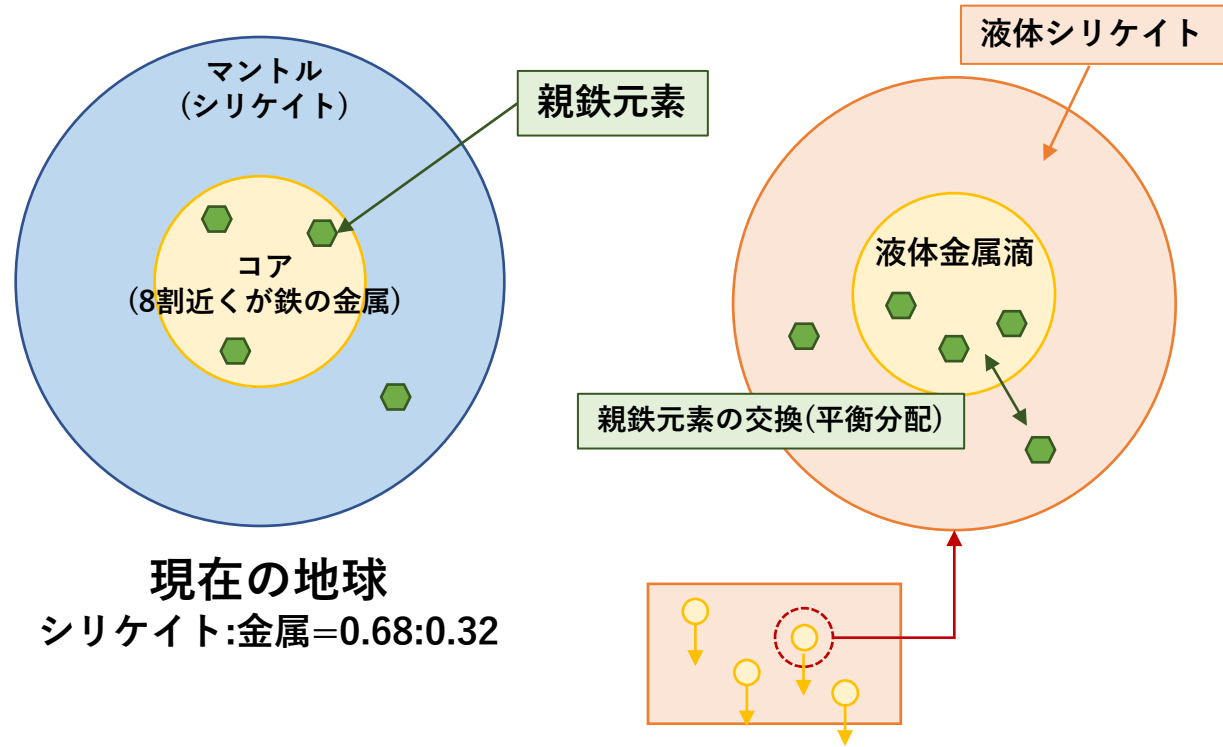 マントル
(シリケイト)
親鉄元素
コア
(8割近くが鉄の金属)
現在の地球
シリケイト:金属=0.68:0.32
液体シリケイト
液体金属滴
親鉄元素の交換(平衡分配)